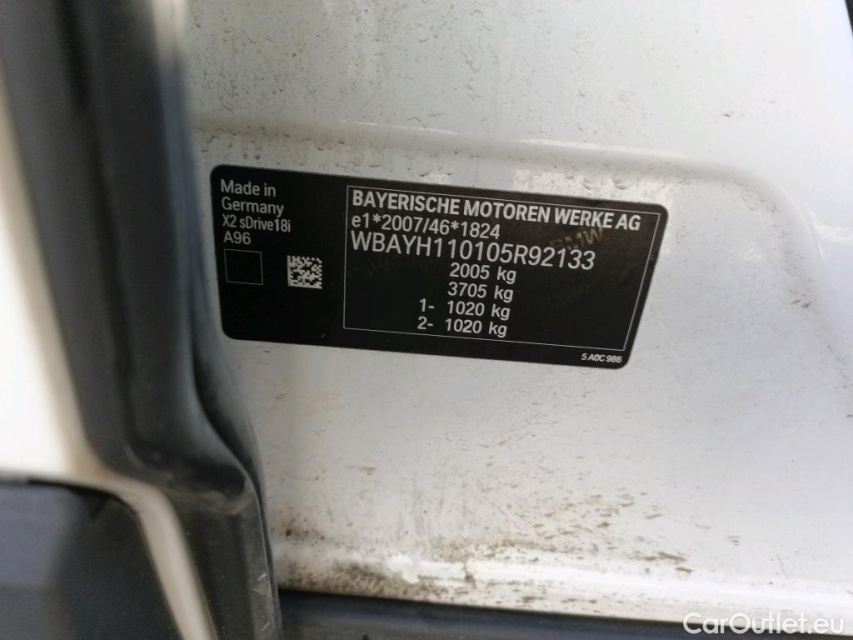 Made in
Germany
X2 sDrive18i
A96
BAYERISCHE MOTOREN WERKE AG
e1*2007/46*1824
WBAYH110105R92133
2005 kg
3705 kg
1- 1020 kg
2- 1020 kg
5 A0C 986
CarOutlet.eu